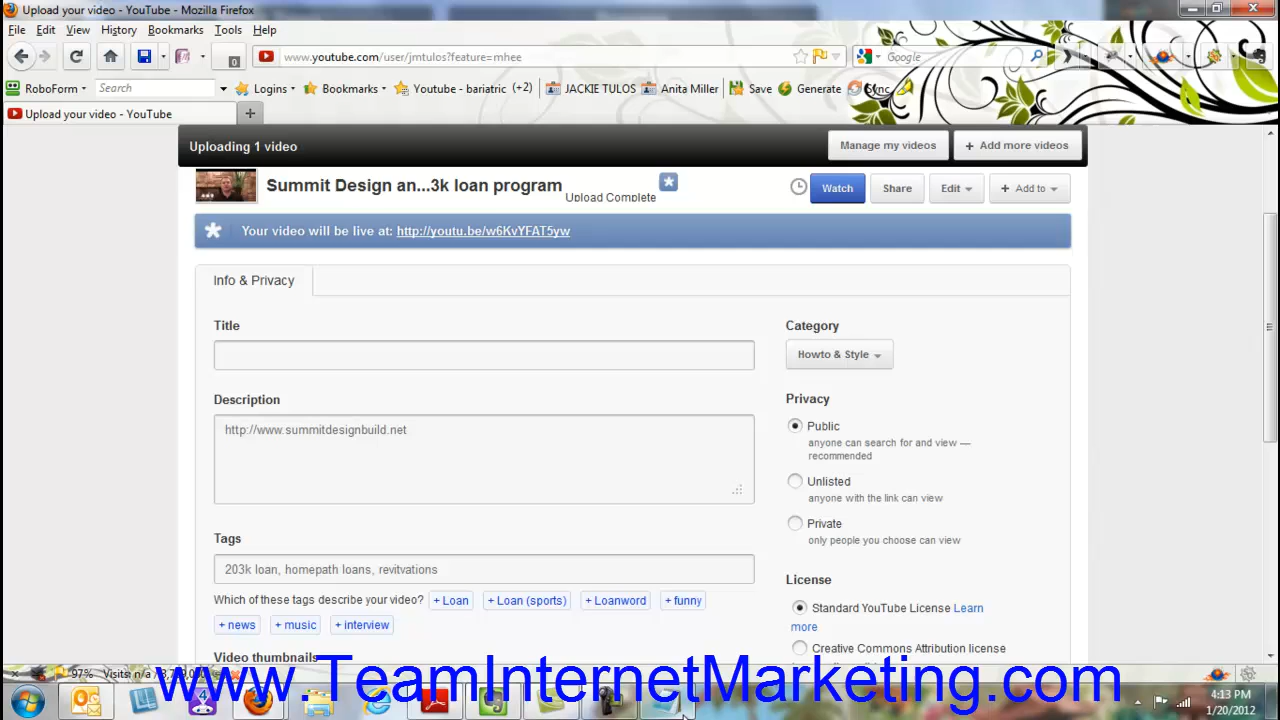 Upload your video - YouTube - Mozilla Firefox
File Edit View History Bookmarks Tools Help
0
www.youtube.com/user/jmtulos?feature=mhee
Google
RoboForm
Search
Logins
Bookmarks
Youtube - bariatric (+2)
JACKIE TULOS
Anita Miller
Save
Generate
Sync
Upload your video - YouTube
Uploading 1 video
Manage my videos
+ Add more videos
Summit Design an...3k loan program
Upload Complete
Watch
Share
Edit
+ Add to
Your video will be live at: http://youtu.be/w6KvYFAT5yw
Info & Privacy
Title
Description
http://www.summitdesignbuild.net
Tags
203k loan, homepath loans, revitvations
Which of these tags describe your video? + Loan + Loan (sports) + Loanword + funny
+ news + music + interview
Video thumbnails
Category
Howto & Style
Privacy
Public
anyone can search for and view —
recommended
Unlisted
anyone with the link can view
Private
only people you choose can view
License
Standard YouTube License Learn
more
Creative Commons Attribution license
97% Visits n/a
www.TeamInternetMarketing.com
4:13 PM
1/20/2012